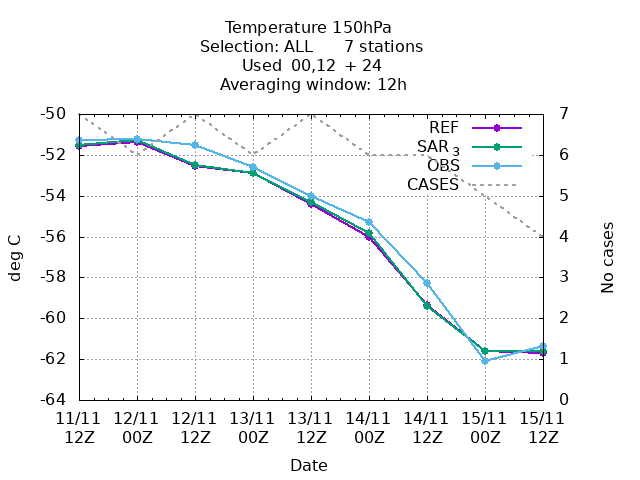 Temperature 150hPa
Selection: ALL 7 stations
Used 00,12 + 24
Averaging window: 12h
-50
-52
-54
-56
-58
-60
-62
-64
7
6
5
4
3
2
1
0
REF
SAR 3
OBS
CASES
deg C
No cases
11/11 12/11 12/11 13/11 13/11 14/11 14/11 15/11 15/11
12Z 00Z 12Z 00Z 12Z 00Z 12Z 00Z 12Z
Date